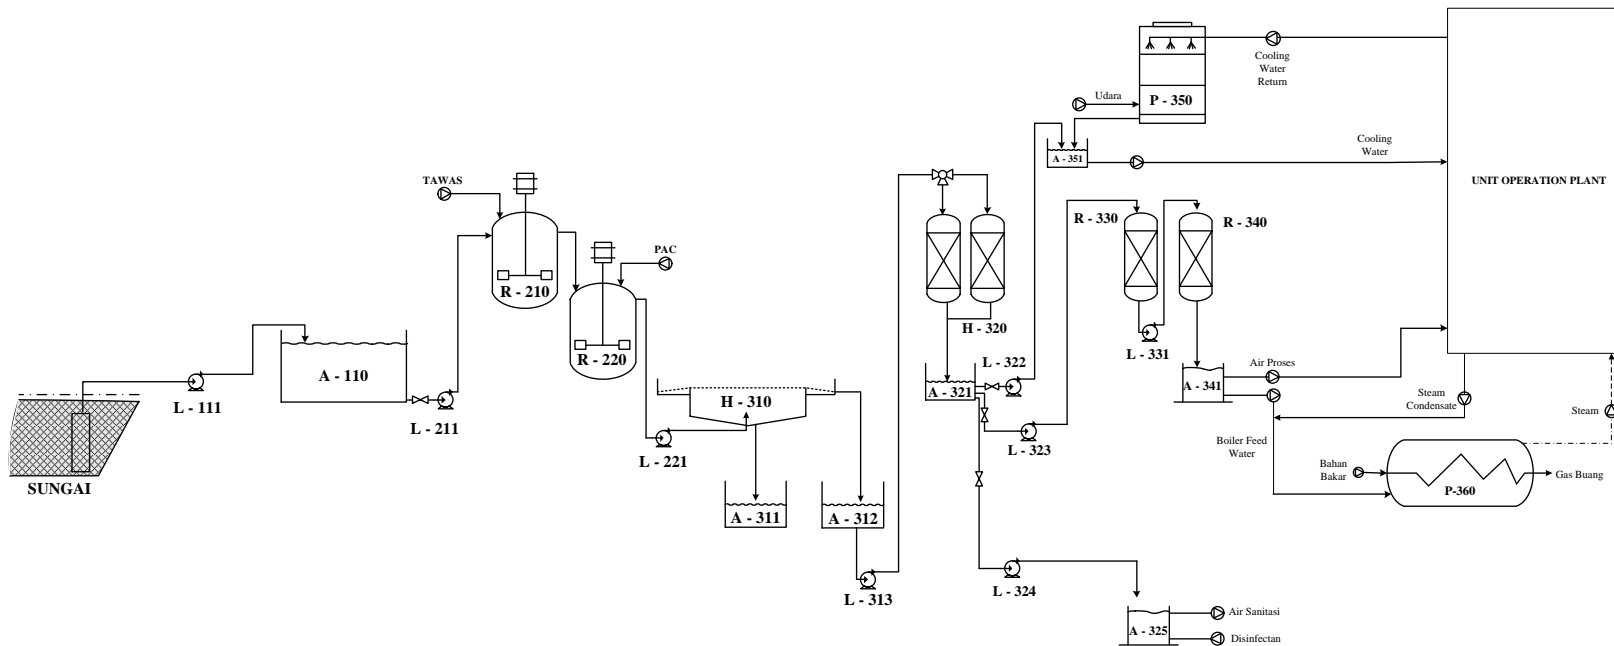 SUNGAI
L - 111
A - 110
L - 211
TAWAS
R - 210
PAC
R - 220
L - 221
H - 310
A - 311
A - 312
L - 313
H - 320
A - 321
L - 322
L - 323
L - 324
A - 325
Air Sanitasi
Disinfectan
R - 330
L - 331
R - 340
A - 341
Air Proses
Boiler Feed
Water
Steam
Condensate
Steam
Bahan
Bakar
P-360
Gas Buang
Udara
P - 350
A - 351
Cooling
Water
Return
Cooling
Water
UNIT OPERATION PLANT